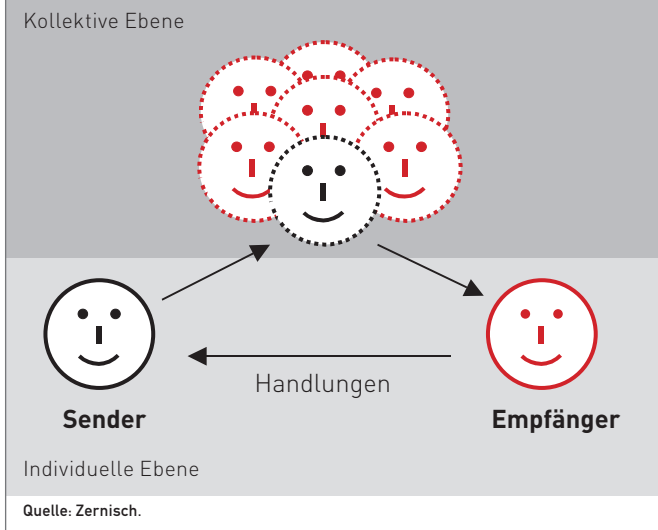 Kollektive Ebene
Handlungen
Sender
Empfänger
Individuelle Ebene
Quelle: Zernisch.